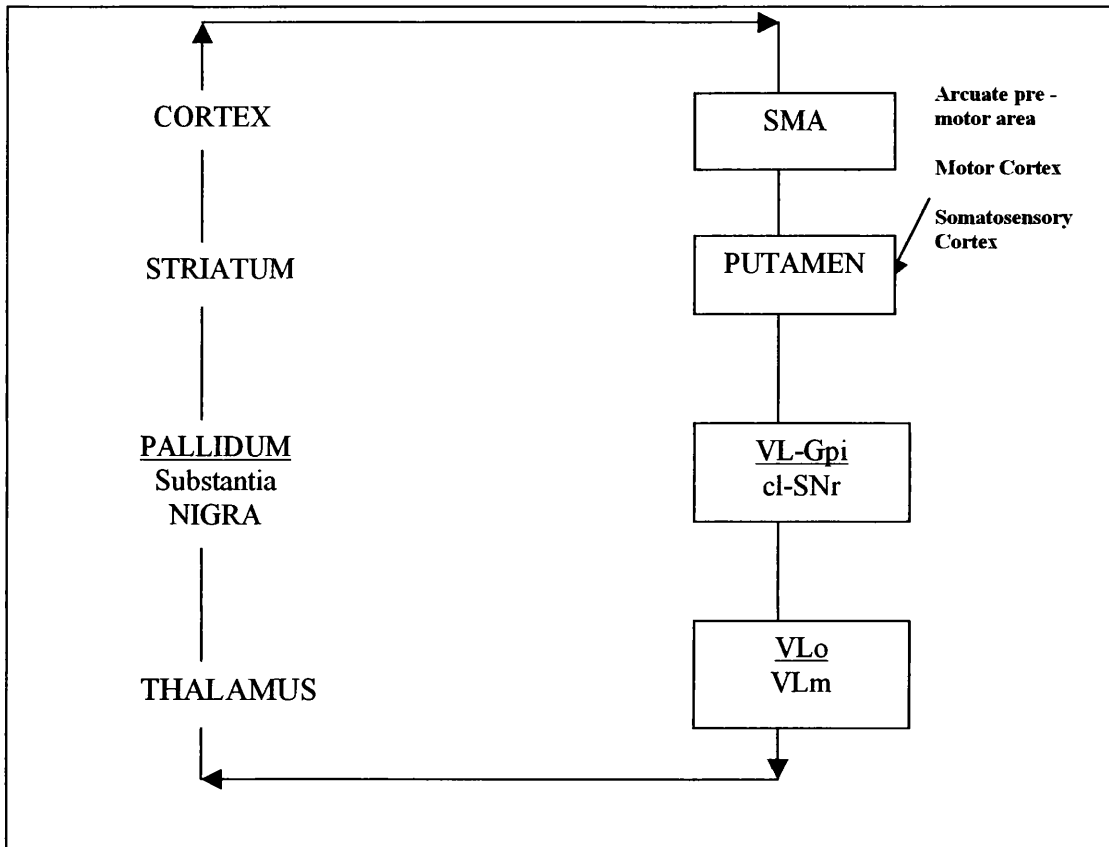 CORTEX
STRIATUM
PALLIDUM
Substantia
NIGRA
THALAMUS
SMA
PUTAMEN
VL-Gpi
cl-SNr
VLo
VLm
Arcuate pre -
motor area
Motor Cortex
Somatosensory
Cortex